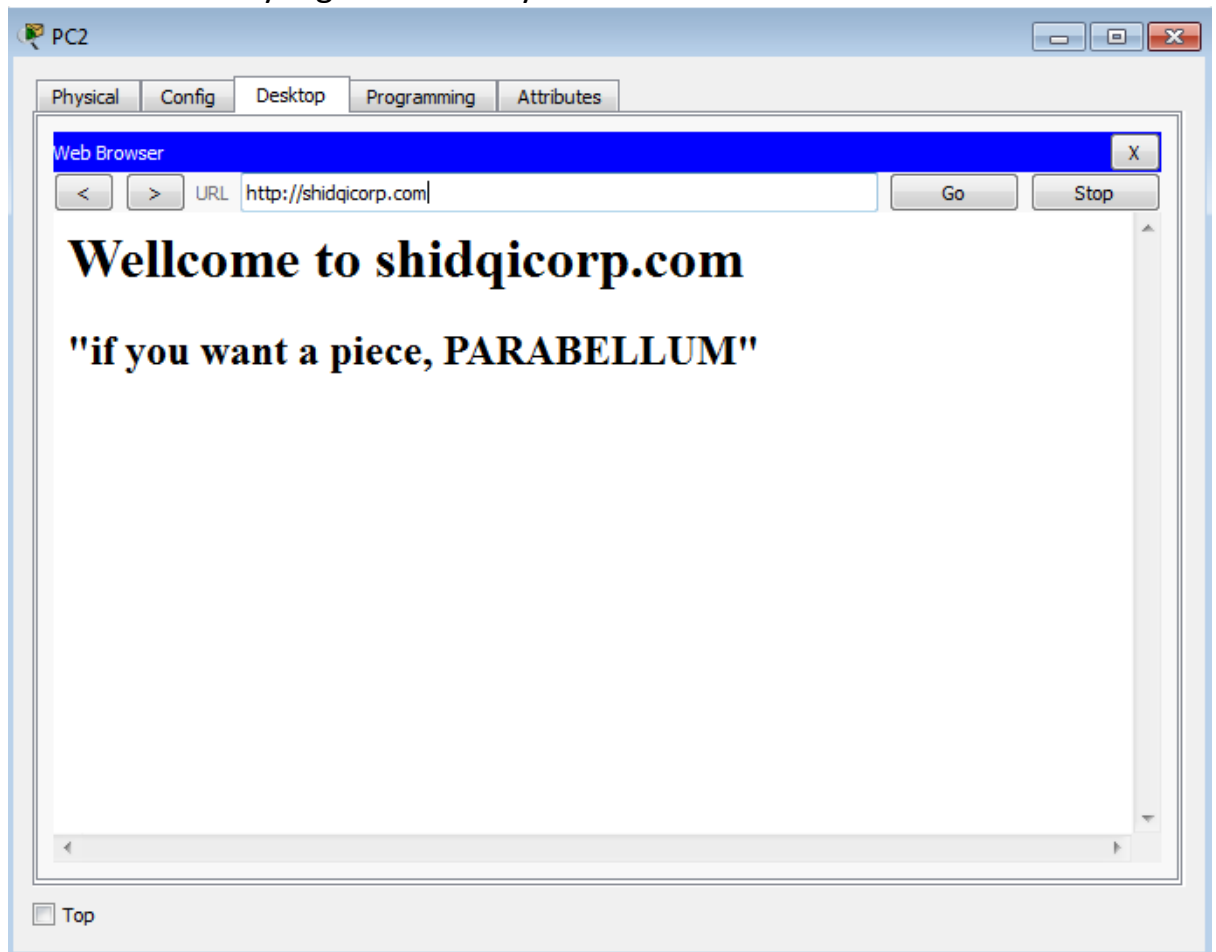 PC2
Physical Config Desktop Programming Attributes
Web Browser X
< > URL http://shidqicorp.com Go Stop
Wellcome to shidqicorp.com
"if you want a piece, PARABELLUM"
Top